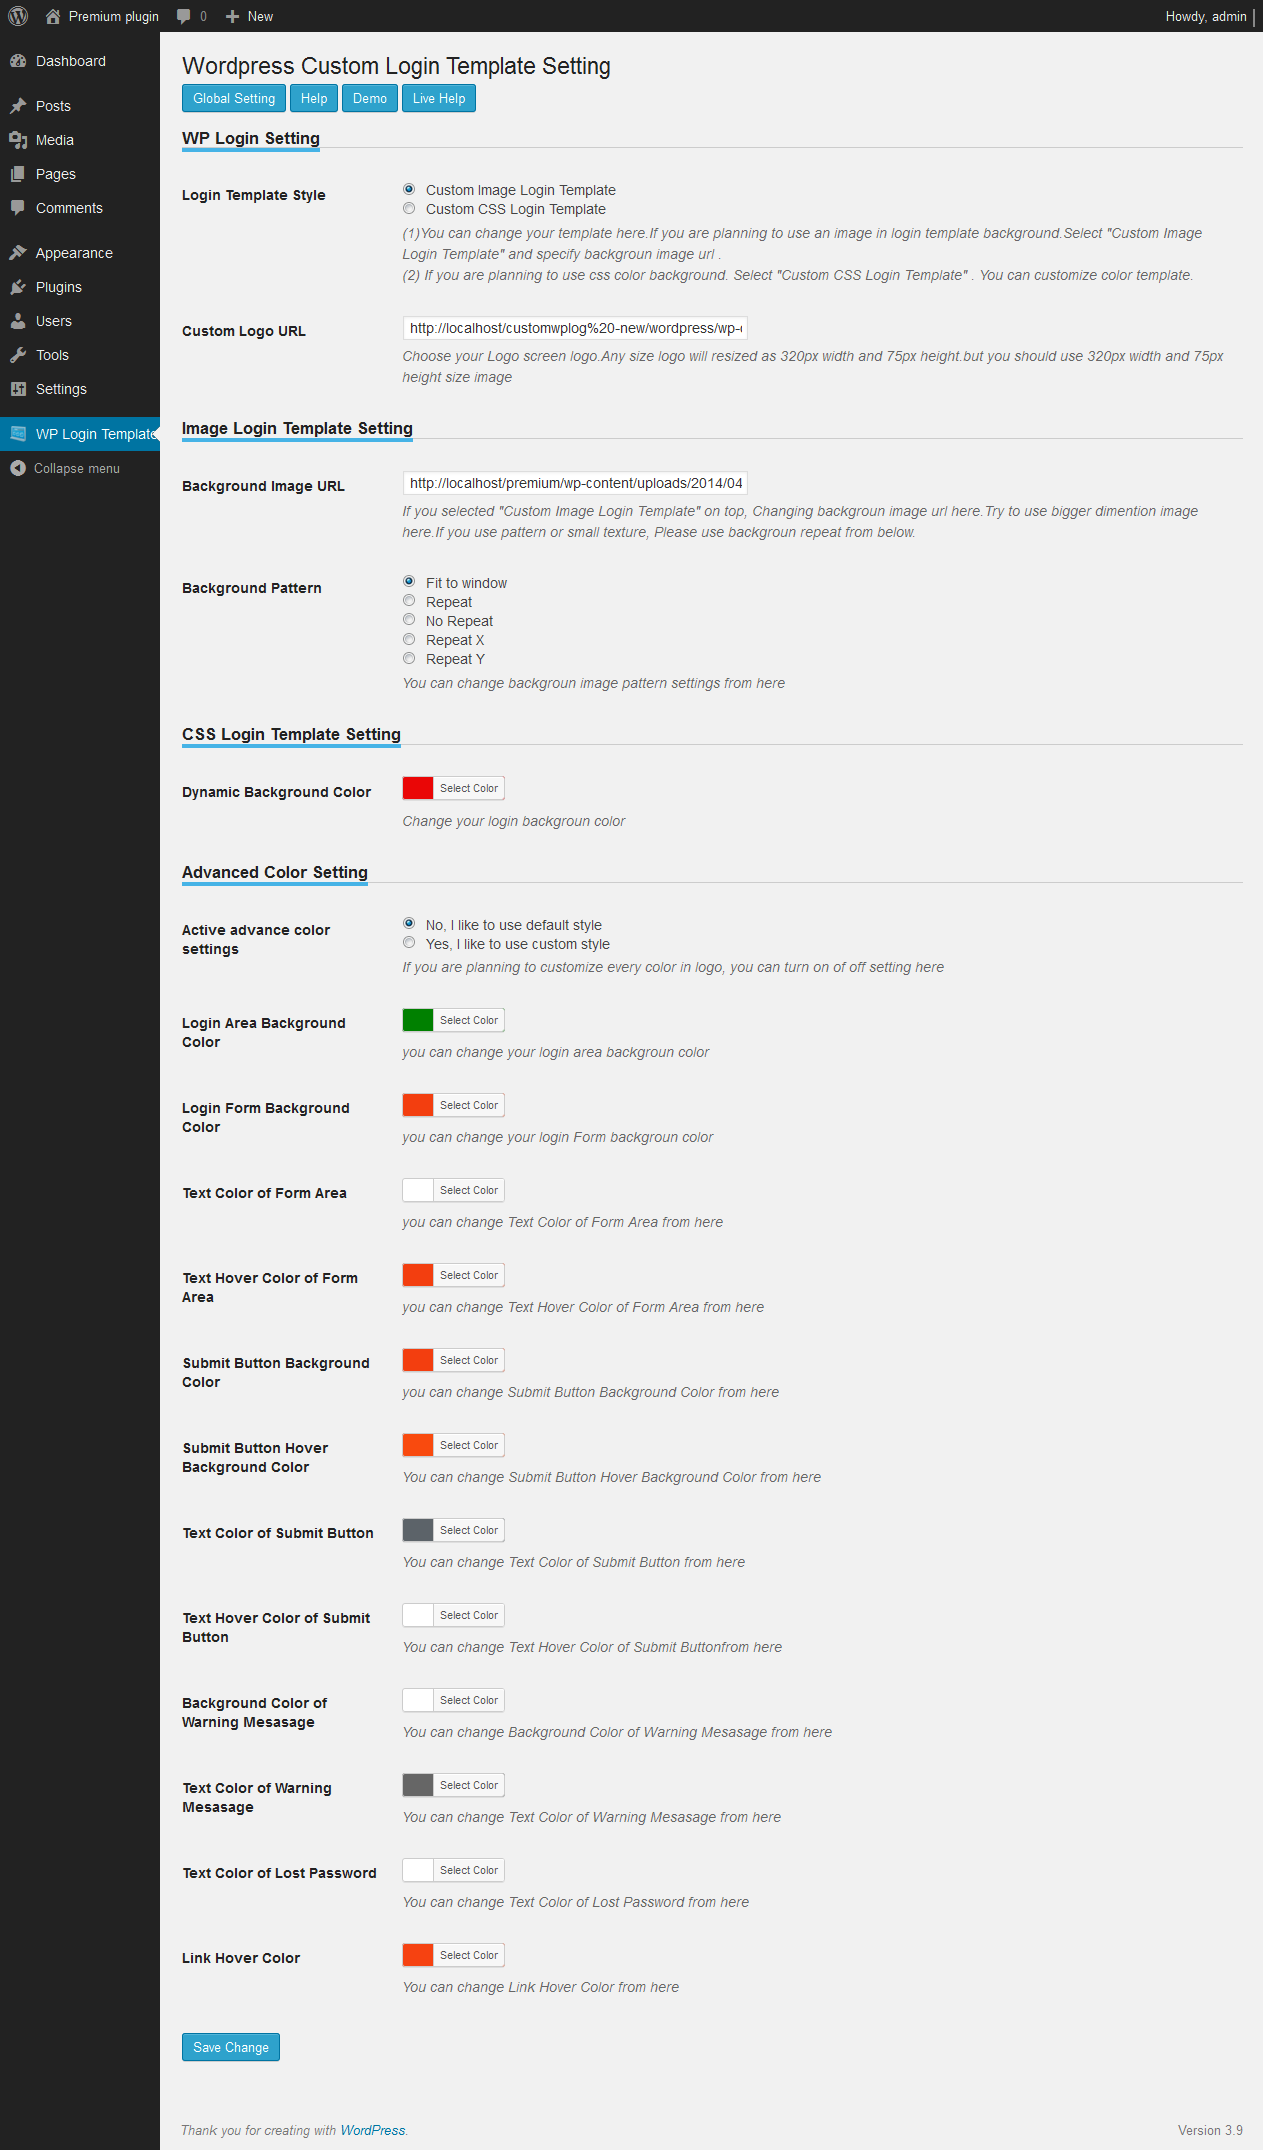 Premium plugin 0 New Howdy, admin
Dashboard
Posts
Media
Pages
Comments
Appearance
Plugins
Users
Tools
Settings
WP Login Template
Collapse menu
Wordpress Custom Login Template Setting
Global Setting Help Demo Live Help
WP Login Setting
Login Template Style
Custom Image Login Template
Custom CSS Login Template
(1)You can change your template here.If you are planning to use an image in login template background.Select "Custom Image
Login Template" and specify backgroun image url .
(2) If you are planning to use css color background. Select "Custom CSS Login Template" . You can customize color template.
Custom Logo URL
http://localhost/customwplog%20-new/wordpress/wp-
Choose your Logo screen logo.Any size logo will resized as 320px width and 75px height.but you should use 320px width and 75px
height size image
Image Login Template Setting
Background Image URL
http://localhost/premium/wp-content/uploads/2014/04
If you selected "Custom Image Login Template" on top, Changing backgroun image url here.Try to use bigger dimention image
here.If you use pattern or small texture, Please use backgroun repeat from below.
Background Pattern
Fit to window
Repeat
No Repeat
Repeat X
Repeat Y
You can change backgroun image pattern settings from here
CSS Login Template Setting
Dynamic Background Color
Select Color
Change your login backgroun color
Advanced Color Setting
Active advance color
settings
No, I like to use default style
Yes, I like to use custom style
If you are planning to customize every color in logo, you can turn on of off setting here
Login Area Background
Color
Select Color
you can change your login area backgroun color
Login Form Background
Color
Select Color
you can change your login Form backgroun color
Text Color of Form Area
Select Color
you can change Text Color of Form Area from here
Text Hover Color of Form
Area
Select Color
you can change Text Hover Color of Form Area from here
Submit Button Background
Color
Select Color
you can change Submit Button Background Color from here
Submit Button Hover
Background Color
Select Color
You can change Submit Button Hover Background Color from here
Text Color of Submit Button
Select Color
You can change Text Color of Submit Button from here
Text Hover Color of Submit
Button
Select Color
You can change Text Hover Color of Submit Buttonfrom here
Background Color of
Warning Mesasage
Select Color
You can change Background Color of Warning Mesasage from here
Text Color of Warning
Mesasage
Select Color
You can change Text Color of Warning Mesasage from here
Text Color of Lost Password
Select Color
You can change Text Color of Lost Password from here
Link Hover Color
Select Color
You can change Link Hover Color from here
Save Change
Thank you for creating with WordPress. Version 3.9